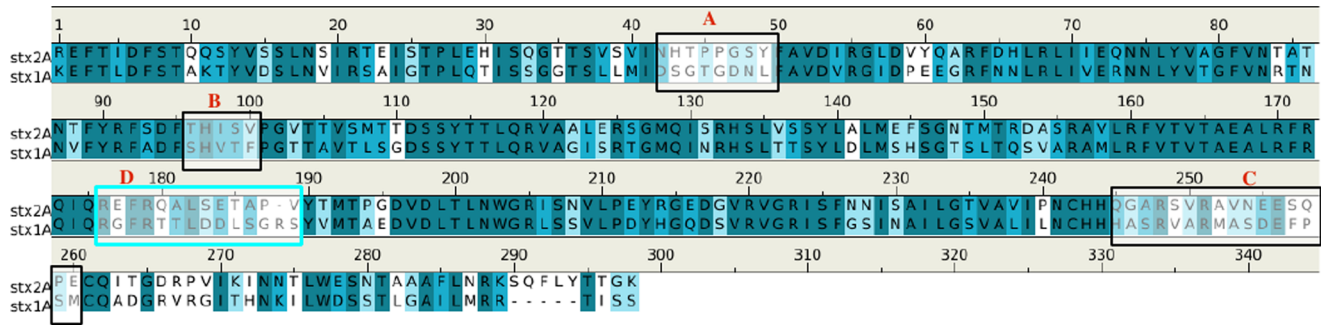 1 10 20 30 40 A 50 60 70 80
stx2A REFTIDFSTQQSYVSSLNSIRTEISTPLEHISQGTTSVSVINHTPPGSYFAVDIRGLDVYQARFDHLRLIIEQNNLYVAGFVNTAT
stx1A KEFTLDFSTAKTYVDSLNVIRSAIGTPLQTISSGGTSLLMIDSGTGDNLFAVDVRGIDPEEGRFNNLRLIVERNNLYVTGFVNRTN
90 B 100 110 120 130 140 150 160 170
stx2A NTFYRFSDFTHISVPGVTTVSMTTDSSYTTLQRVAALERSGMQISRHSLVSSYLALMEFSGNTMTRDASRAVLRFVTVTAEALRFR
stx1A NVFYRFADFSHVTFPGTTAVTLSGDSSYTTLQRVAGISRTGMQINRHSLTTSYLDLMSHSGTSLTQSVARAMLRFVTVTAEALRFR
D 180 190 200 210 220 230 240 250 C
stx2A QIQREFRQALSETAP-VYTMTPGDVDLTLNWGRISNVLPEYRGEDGVRVGRISFNNISAILGTVAVIPNCHHQGARSVRAVNEESQ
stx1A QIQRGFRTTLDDLSGRSYVMTAEDVDLTLNWGRLSSVLPDYHGQDSVRVGRISFGSINAILGSVALILNCHHHASRVARMASDEFP
260 270 280 290 300 310 320 330 340
stx2A PECQITGDRPVIKINNTLWESNTAAAFLNRKSQFLYTTGK
stx1A SMCQADGRVRGITHNKILWDSSTLGAILMRR-----TISS